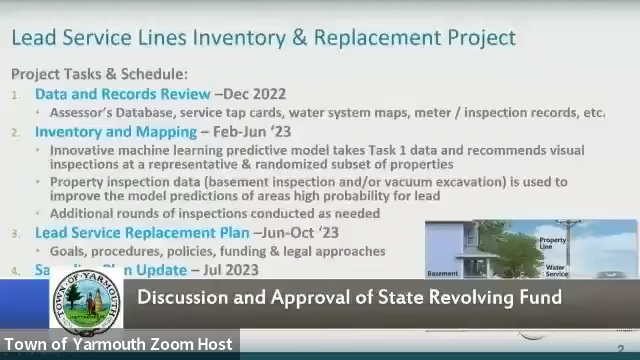 Lead Service Lines Inventory & Replacement Project
Project Tasks & Schedule:
1. Data and Records Review –Dec 2022
• Assessor's Database, service tap cards, water system maps, meter / inspection records, etc.
2. Inventory and Mapping – Feb-Jun '23
• Innovative machine learning predictive model takes Task 1 data and recommends visual
inspections at a representative & randomized subset of properties
• Property inspection data (basement inspection and/or vacuum excavation) is used to
improve the model predictions of areas high probability for lead
• Additional rounds of inspections conducted as needed
3. Lead Service Replacement Plan –Jun-Oct '23
• Goals, procedures, policies, funding & legal approaches
4. Plan Update – Jul 2023
Property
Line
Basement
Water
Service
TOWN OF YARMOUTH
Discussion and Approval of State Revolving Fund
Town of Yarmouth Zoom Host
2